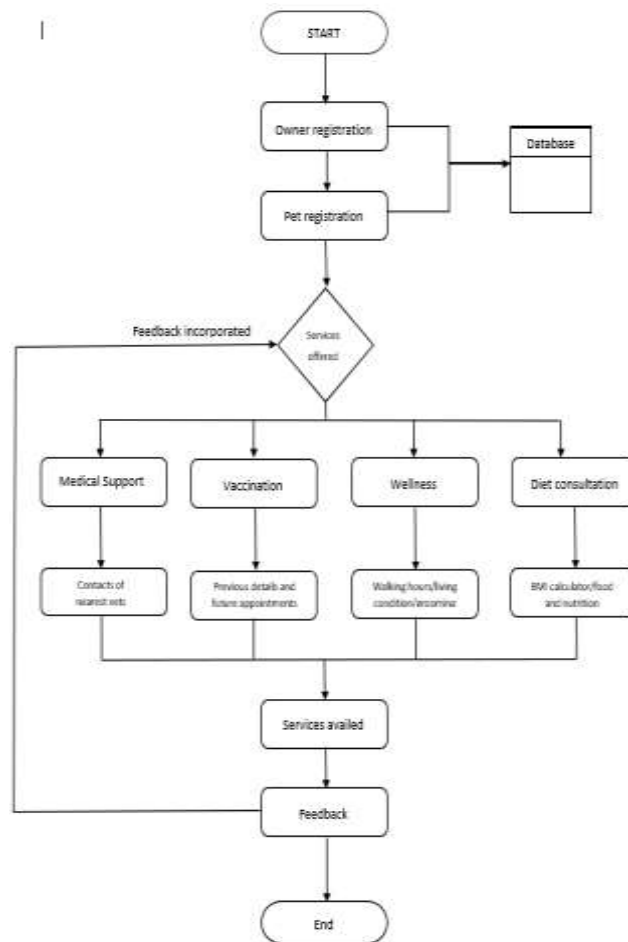 START
Owner registration
Database
Pet registration
Feedback incorporated
Services
offered
Medical Support
Vaccination
Wellness
Diet consultation
Contacts of
nearest vets
Previous details and
future appointments
Walking hours/living
condition/
BMI calculator/food
and nutrition
Services availed
Feedback
End